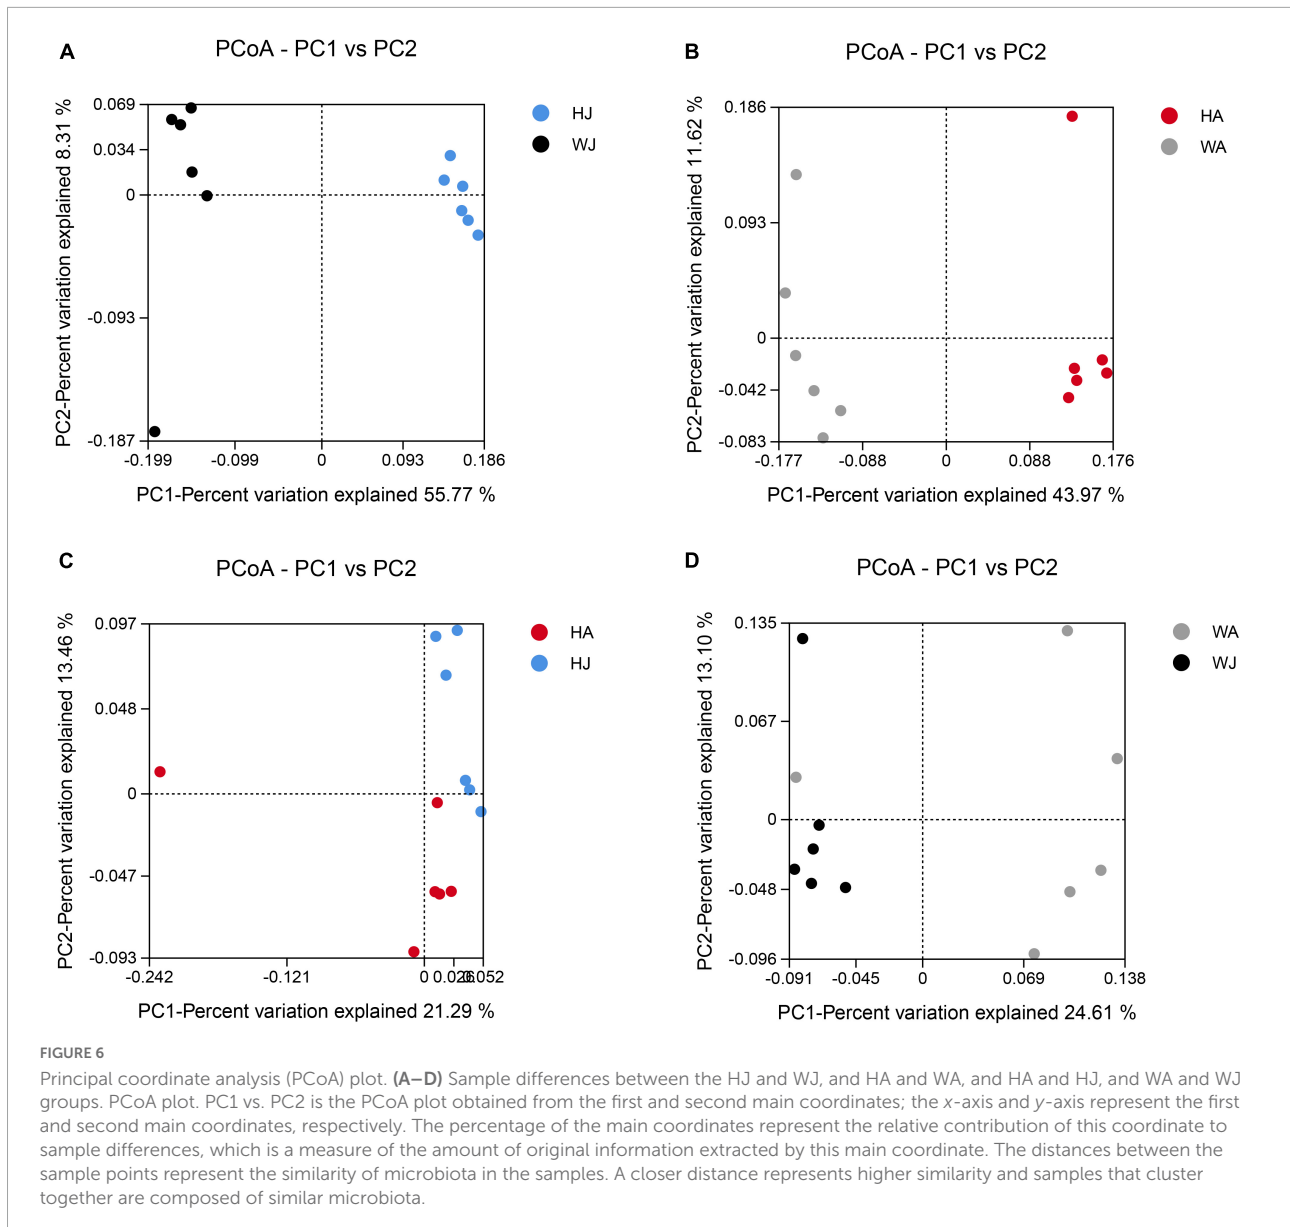 A
PCoA - PC1 vs PC2
PC2-Percent variation explained 8.31 %
0.069
0.034
0
-0.093
-0.187
-0.199
-0.099
0
0.093
0.186
PC1-Percent variation explained 55.77 %
HJ
WJ
B
PCoA - PC1 vs PC2
PC2-Percent variation explained 11.62 %
0.186
0.093
0
-0.042
-0.083
-0.177
-0.088
0
0.088
0.176
PC1-Percent variation explained 43.97 %
HA
WA
C
PCoA - PC1 vs PC2
PC2-Percent variation explained 13.46 %
0.097
0.048
0
-0.047
-0.093
-0.242
-0.121
0
0.026
0.052
PC1-Percent variation explained 21.29 %
HA
HJ
D
PCoA - PC1 vs PC2
PC2-Percent variation explained 13.10 %
0.135
0.067
0
-0.048
-0.096
-0.091
-0.045
0
0.069
0.138
PC1-Percent variation explained 24.61 %
WA
WJ
FIGURE 6
Principal coordinate analysis (PCoA) plot. (A–D) Sample differences between the HJ and WJ, and HA and WA, and HA and HJ, and WA and WJ
groups. PCoA plot. PC1 vs. PC2 is the PCoA plot obtained from the first and second main coordinates; the x-axis and y-axis represent the first
and second main coordinates, respectively. The percentage of the main coordinates represent the relative contribution of this coordinate to
sample differences, which is a measure of the amount of original information extracted by this main coordinate. The distances between the
sample points represent the similarity of microbiota in the samples. A closer distance represents higher similarity and samples that cluster
together are composed of similar microbiota.